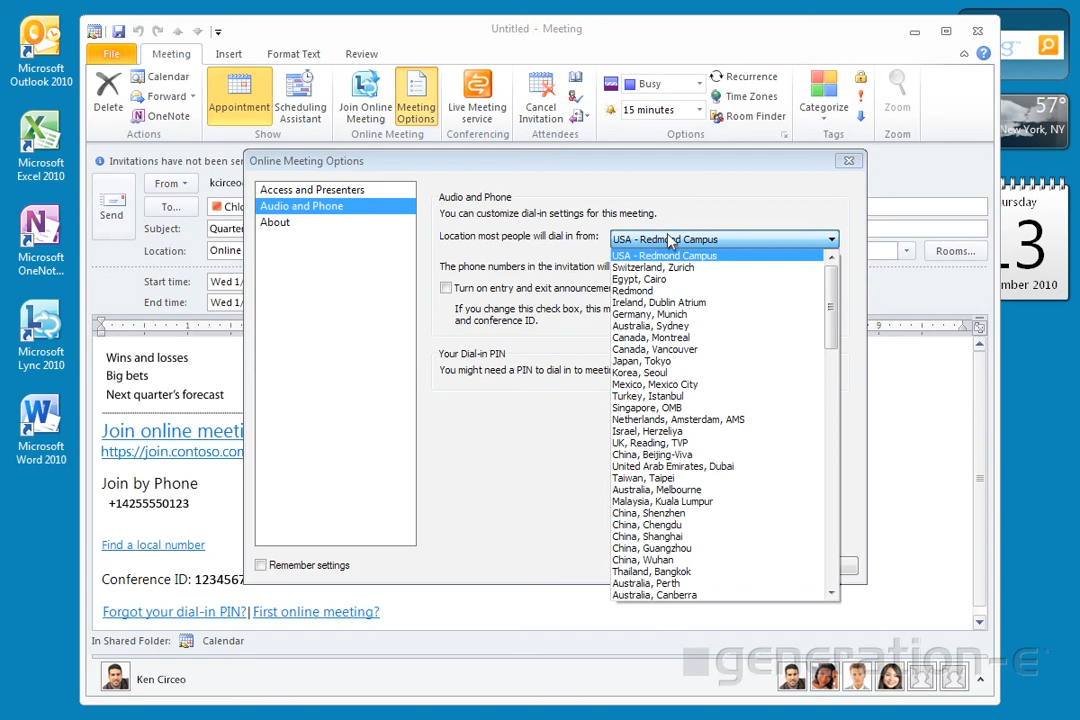 Untitled - Meeting
File
Meeting
Insert
Format Text
Review
Delete
Calendar
Forward
OneNote
Actions
Appointment
Scheduling
Assistant
Show
Join Online
Meeting
Meeting
Options
Online Meeting
Live Meeting
service
Conferencing
Cancel
Invitation
Attendees
Busy
15 minutes
Recurrence
Time Zones
Room Finder
Options
Categorize
Tags
Zoom
Zoom
Invitations have not been
Send
From
To...
Subject:
Location:
Online
Rooms...
Start time:
Wed 1/
End time:
Wed 1/
Online Meeting Options
Access and Presenters
Audio and Phone
About
Audio and Phone
You can customize dial-in settings for this meeting.
Location most people will dial in from:
USA - Redmond Campus
The phone numbers in the invitation will
Turn on entry and exit
If you change this check box, this
and conference ID.
Your Dial-in PIN
You might need a PIN to dial in to
Remember settings
USA - Redmond Campus
Switzerland, Zurich
Egypt, Cairo
Redmond
Ireland, Dublin Atrium
Germany, Munich
Australia, Sydney
Canada, Montreal
Canada, Vancouver
Japan, Tokyo
Korea, Seoul
Mexico, Mexico City
Turkey, Istanbul
Singapore, OMB
Netherlands, Amsterdam, AMS
Israel, Herzeliya
UK, Reading, TVP
China, Beijing-Viva
United Arab Emirates, Dubai
Taiwan, Taipei
Australia, Melbourne
Malaysia, Kuala Lumpur
China, Shenzhen
China, Chengdu
China, Shanghai
China, Guangzhou
China, Wuhan
Thailand, Bangkok
Australia, Perth
Australia, Canberra
9
Wins and losses
Big bets
Next quarter's forecast
Join online
https://join.contoso.com
Join by Phone
+14255550123
Find a local number
Conference ID: 1234567
Forgot your dial-in PIN?| First online meeting?
In Shared Folder:
Calendar
Ken Circeo
generation-e
Microsoft
Outlook 2010
Microsoft
Excel 2010
Microsoft
OneNot...
Microsoft
Lync 2010
Microsoft
Word 2010
57°
New York, NY
3
2010